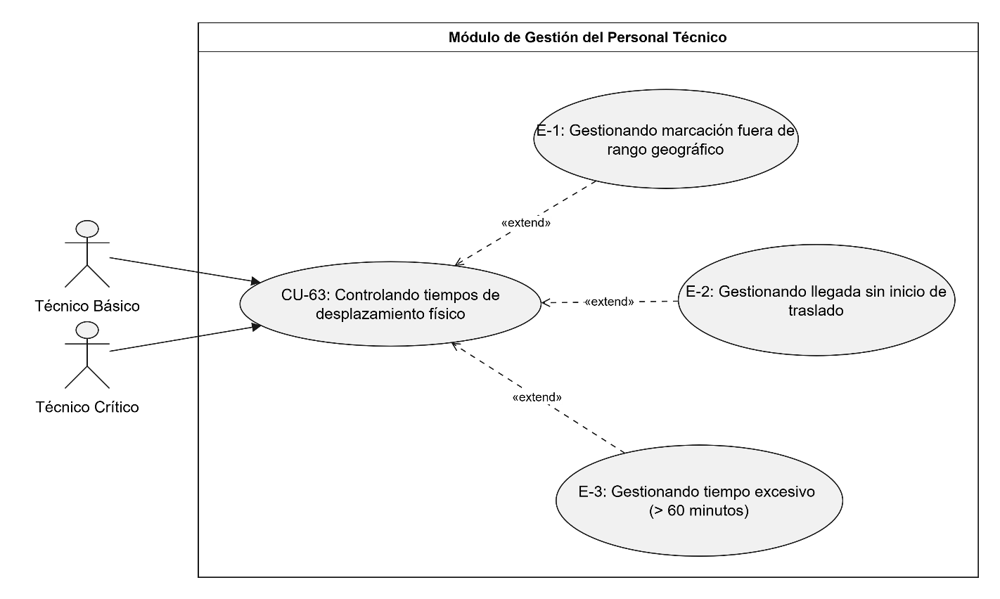 Módulo de Gestión del Personal Técnico
E-1: Gestionando marcación fuera de
rango geográfico
«extend»
Técnico Básico
CU-63: Controlando tiempos de
desplazamiento físico
«extend»
E-2: Gestionando llegada sin inicio de
traslado
Técnico Crítico
«extend»
E-3: Gestionando tiempo excesivo
(> 60 minutos)